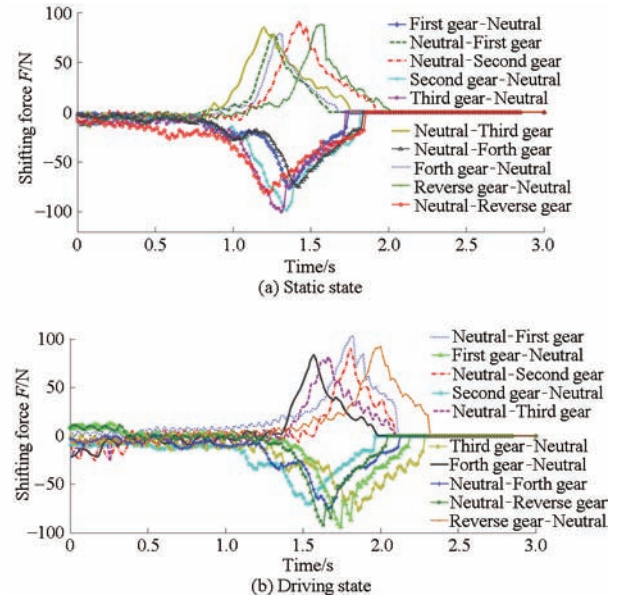 100
50
0
−50
−100
Shifting force F/N
First gear-Neutral
Neutral-First gear
Neutral-Second gear
Second gear-Neutral
Third gear-Neutral
Neutral-Third gear
Neutral-Forth gear
Forth gear-Neutral
Reverse gear-Neutral
Neutral-Reverse gear
0 0.5 1.0 1.5 2.0 2.5 3.0
Time/s
(a) Static state
100
50
0
−50
−100
Shifting force F/N
Neutral-First gear
First gear-Neutral
Neutral-Second gear
Second gear-Neutral
Neutral-Third gear
Third gear-Neutral
Forth gear-Neutral
Neutral-Forth gear
Neutral-Reverse gear
Reverse gear-Neutral
0 0.5 1.0 1.5 2.0 2.5 3.0
Time/s
(b) Driving state